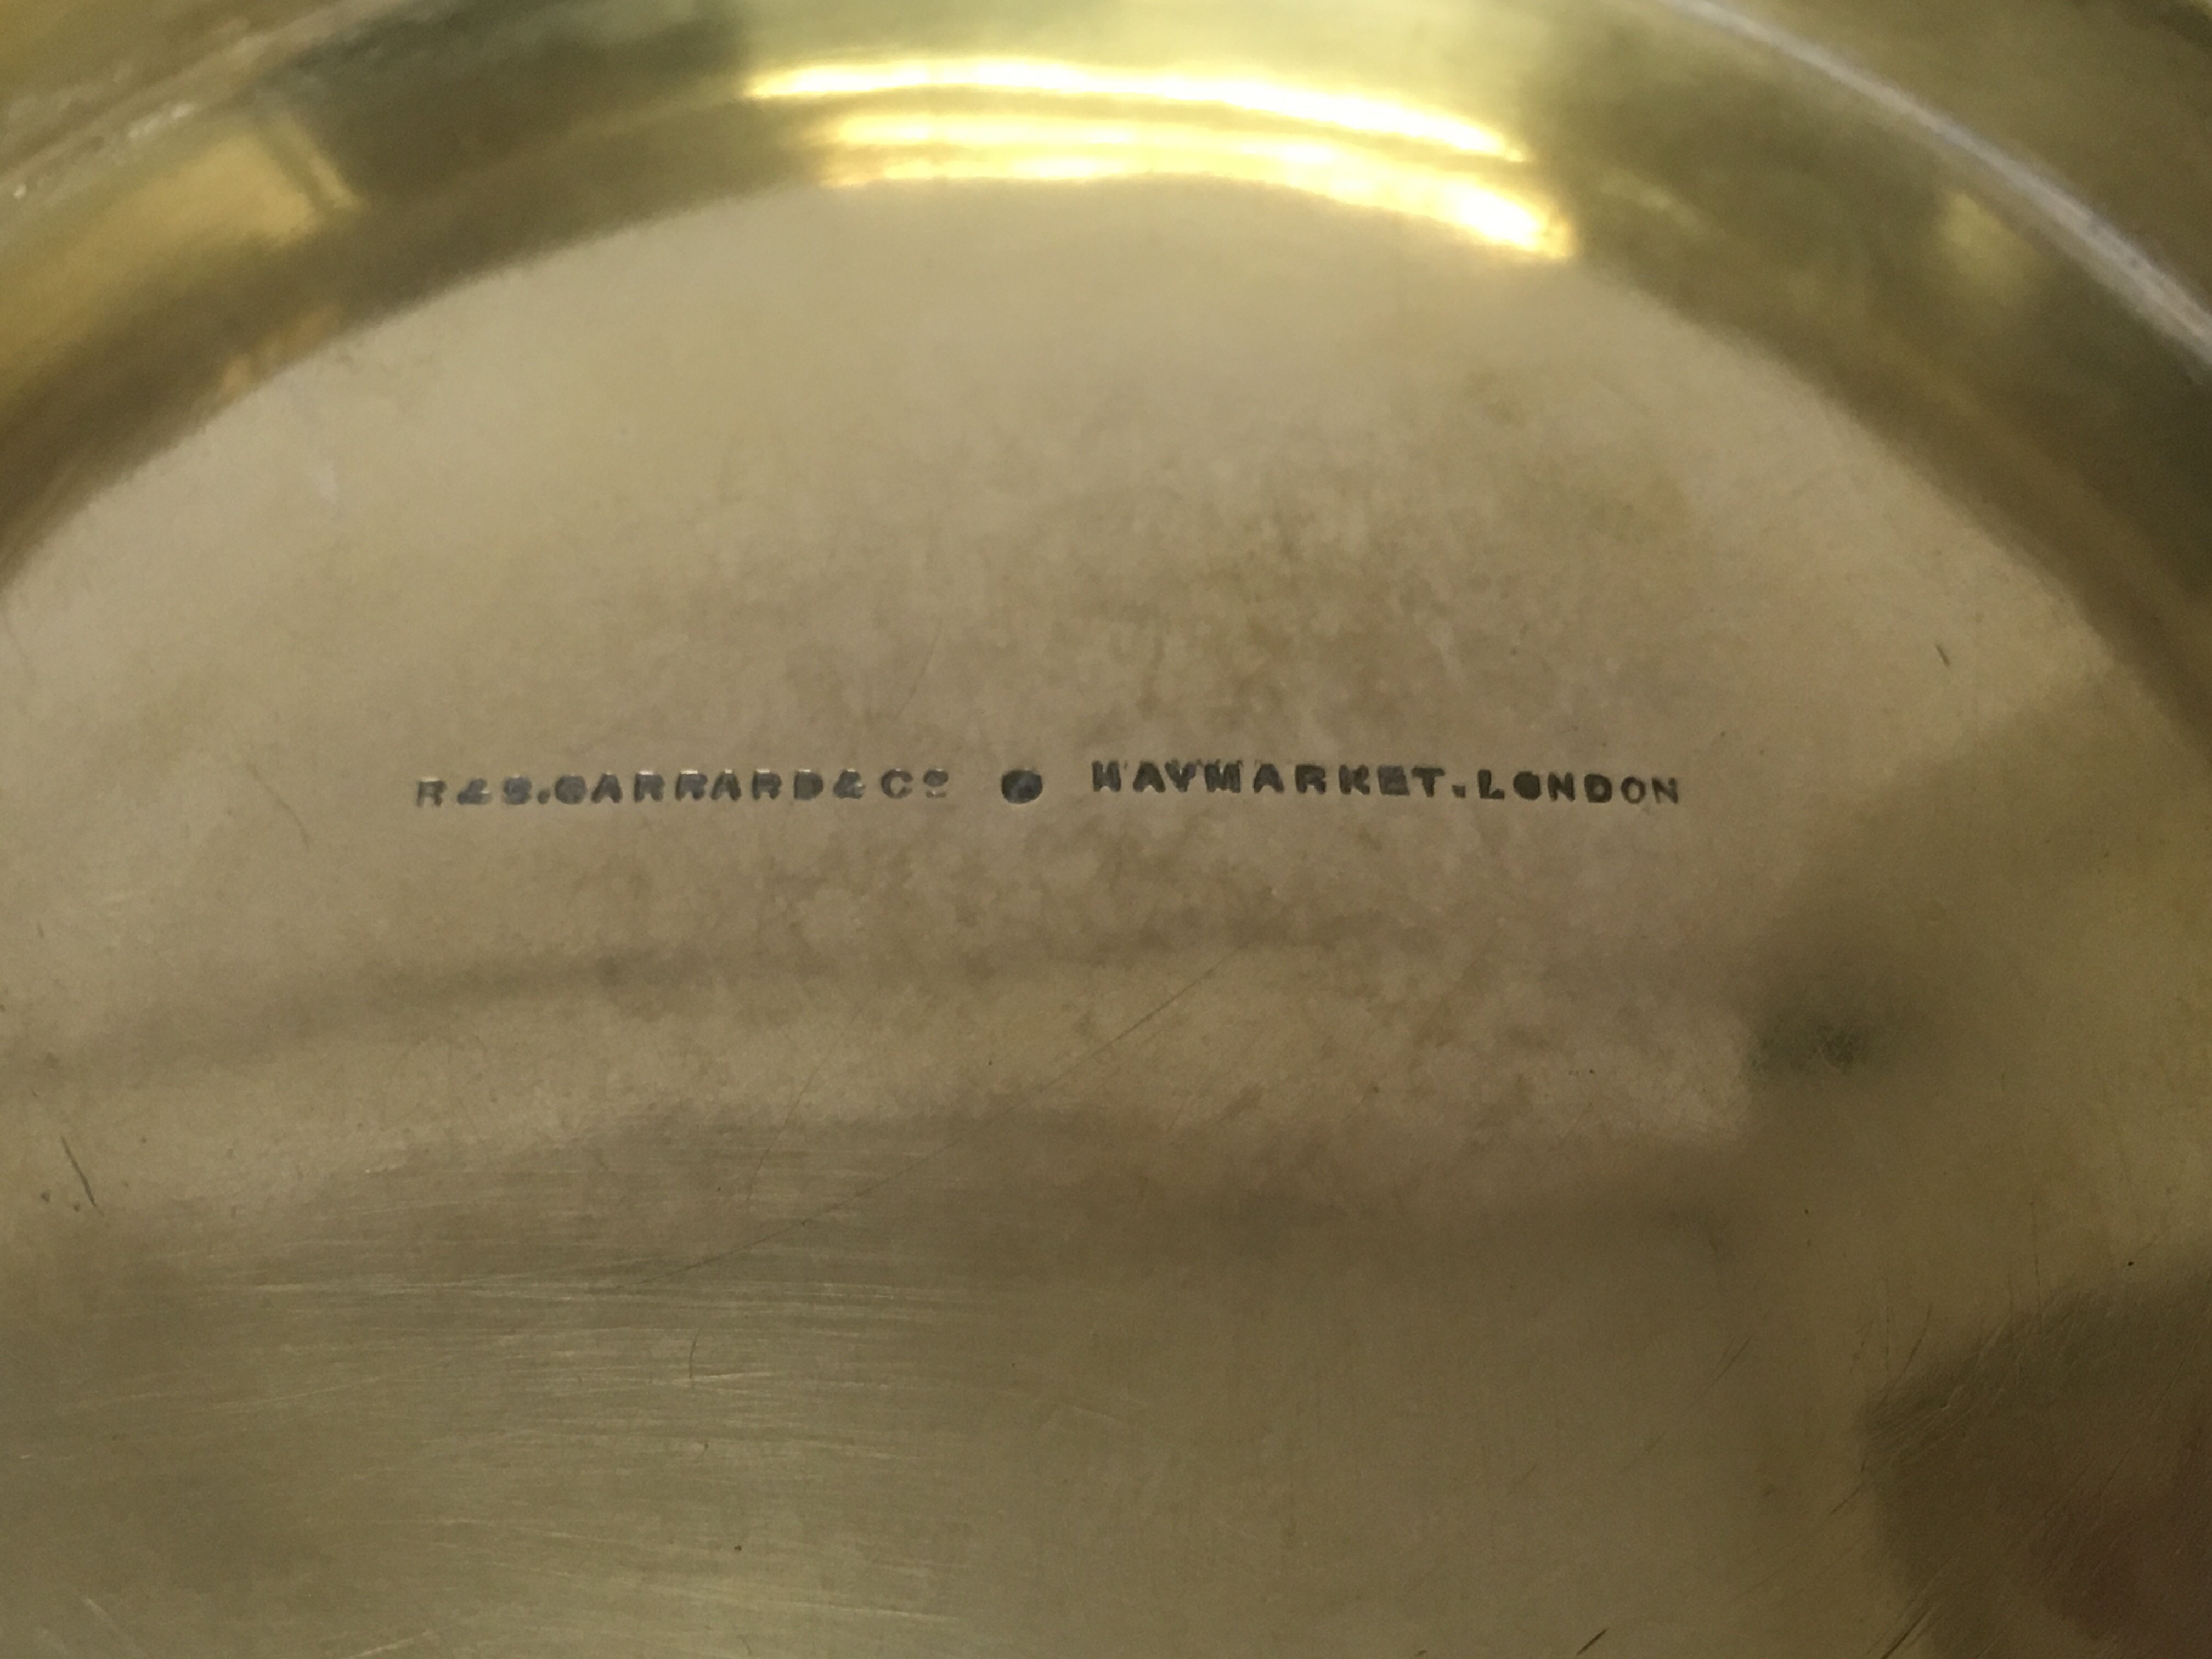 R & S. GARRARD & Cº ● HAYMARKET. LONDON